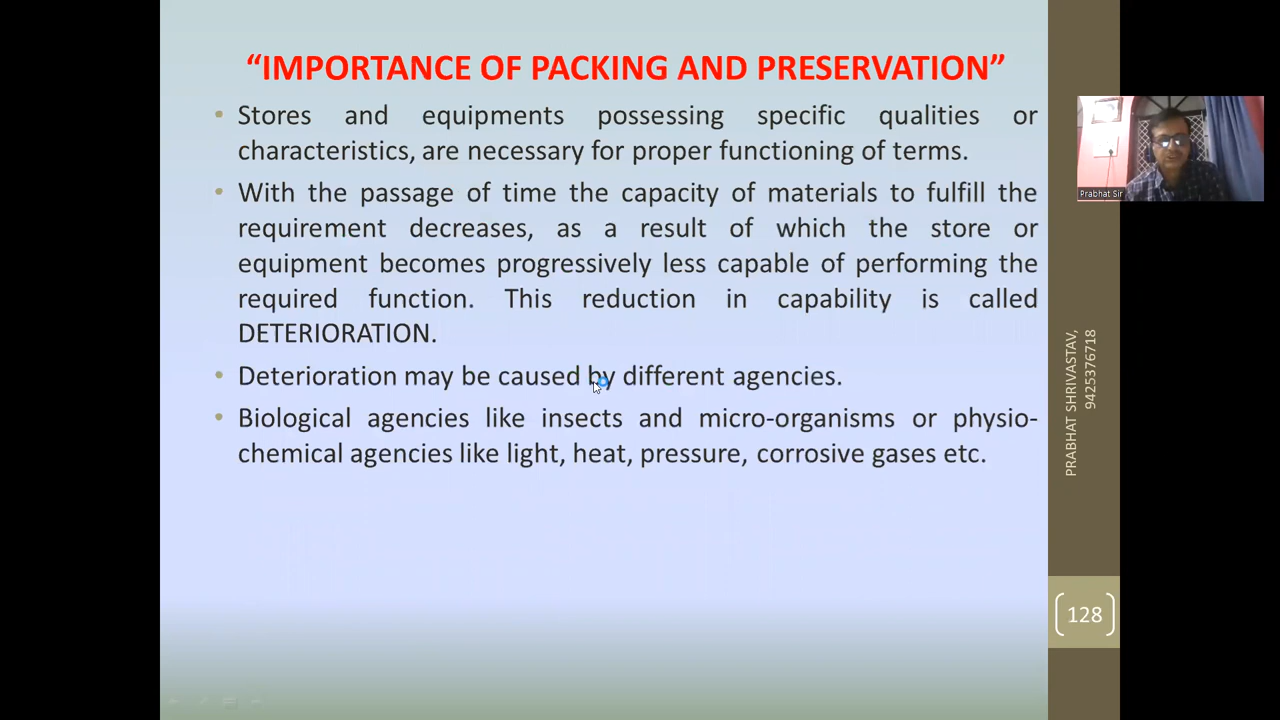 “IMPORTANCE OF PACKING AND PRESERVATION”
• Stores and equipments possessing specific qualities or
characteristics, are necessary for proper functioning of terms.
• With the passage of time the capacity of materials to fulfill the
requirement decreases, as a result of which the store or
equipment becomes progressively less capable of performing the
required function. This reduction in capability is called
DETERIORATION.
• Deterioration may be caused by different agencies.
• Biological agencies like insects and micro-organisms or physio-
chemical agencies like light, heat, pressure, corrosive gases etc.
Prabhat Sir
PRABHAT SHRIVASTAV,
9425376718
128